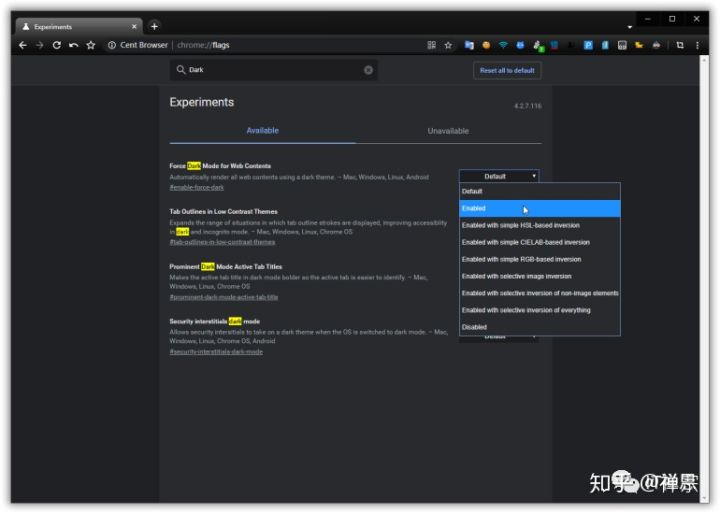 Experiments
Cent Browser | chrome://flags
Dark
Reset all to default
Experiments
4.2.7.116
Available
Unavailable
Force Dark Mode for Web Contents
Automatically render all web contents using a dark theme. – Mac, Windows, Linux, Android
#enable-force-dark
Default
Default
Enabled
Enabled with simple HSL-based inversion
Enabled with simple CIELAB-based inversion
Enabled with simple RGB-based inversion
Enabled with selective image inversion
Enabled with selective inversion of non-image elements
Enabled with selective inversion of everything
Disabled
Tab Outlines in Low Contrast Themes
Expands the range of situations in which tab outline strokes are displayed, improving accessiblity
in dark and incognito mode. – Mac, Windows, Linux, Chrome OS
#tab-outlines-in-low-contrast-themes
Prominent Dark Mode Active Tab Titles
Makes the active tab title in dark mode bolder so the active tab is easier to identify. – Mac,
Windows, Linux, Chrome OS
#prominent-dark-mode-active-tab-title
Security interstitials dark mode
Allows security interstitials to take on a dark theme when the OS is switched to dark mode. – Mac,
Windows, Linux, Chrome OS, Android
#security-interstitials-dark-mode
Default
知乎 @禅